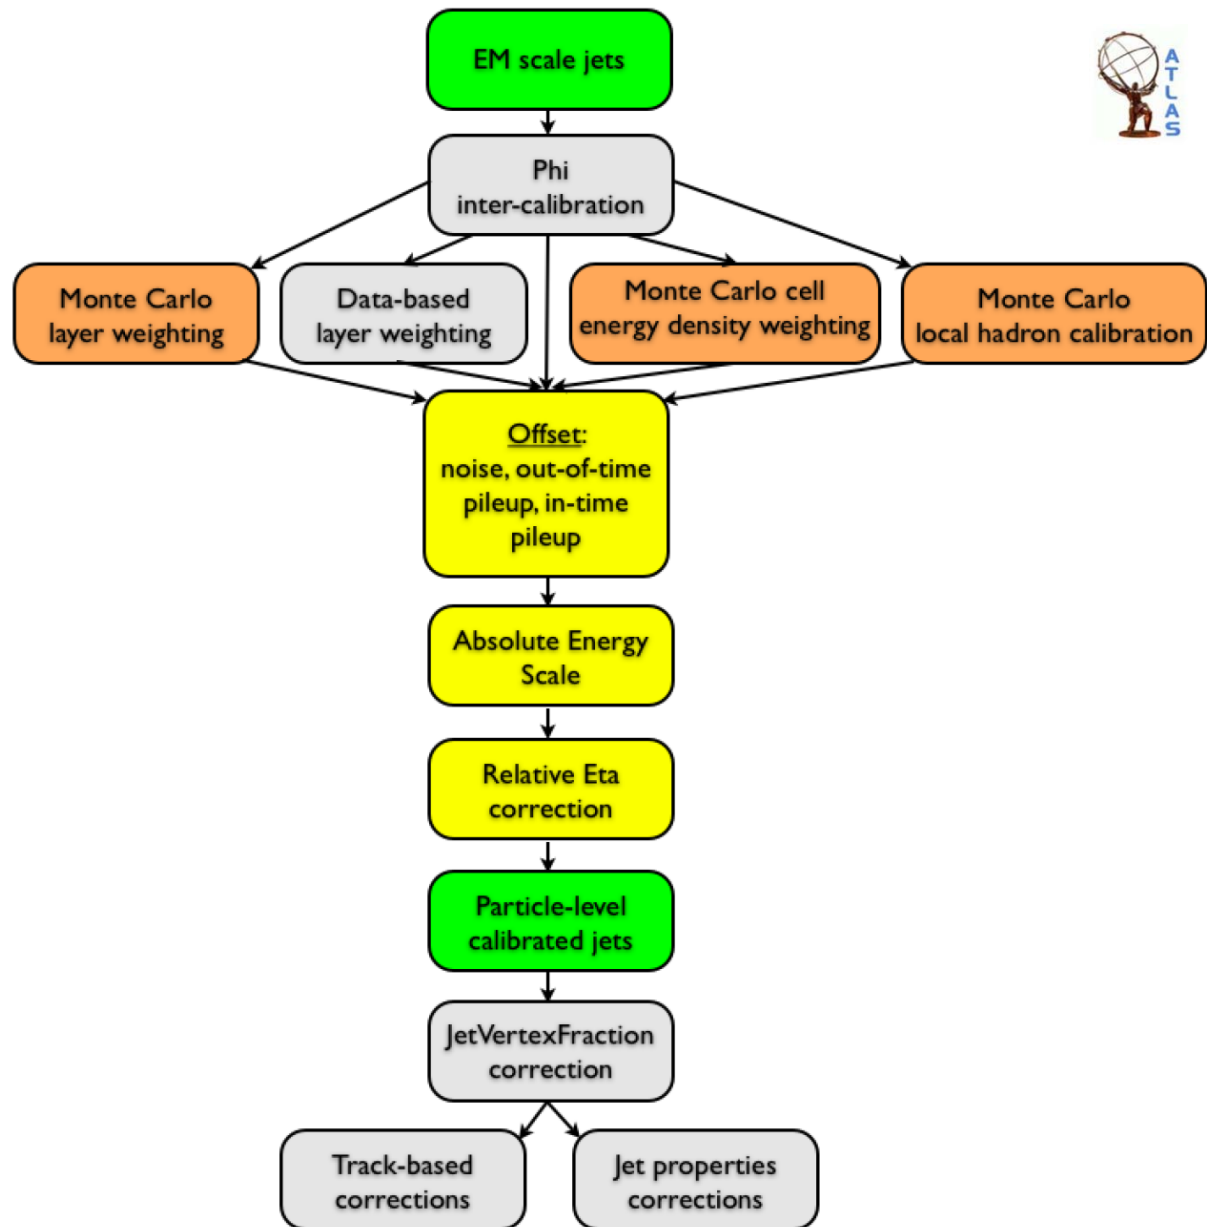 EM scale jets
ATLAS
Phi
inter-calibration
Monte Carlo
layer weighting
Data-based
layer weighting
Monte Carlo cell
energy density weighting
Monte Carlo
local hadron calibration
Offset:
noise, out-of-time
pileup, in-time
pileup
Absolute Energy
Scale
Relative Eta
correction
Particle-level
calibrated jets
JetVertexFraction
correction
Track-based
corrections
Jet properties
corrections